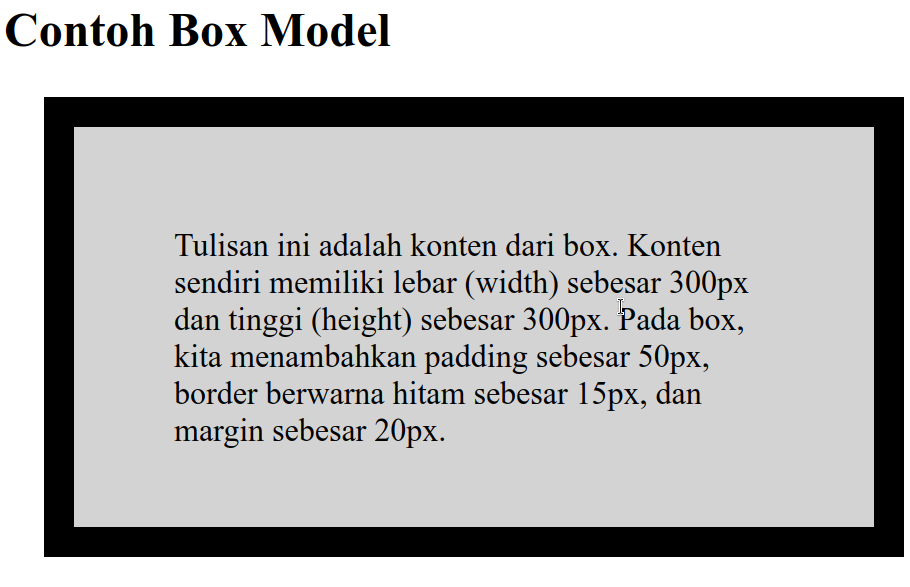 Contoh Box Model
Tulisan ini adalah konten dari box. Konten
sendiri memiliki lebar (width) sebesar 300px
dan tinggi (height) sebesar 300px. Pada box,
kita menambahkan padding sebesar 50px,
border berwarna hitam sebesar 15px, dan
margin sebesar 20px.